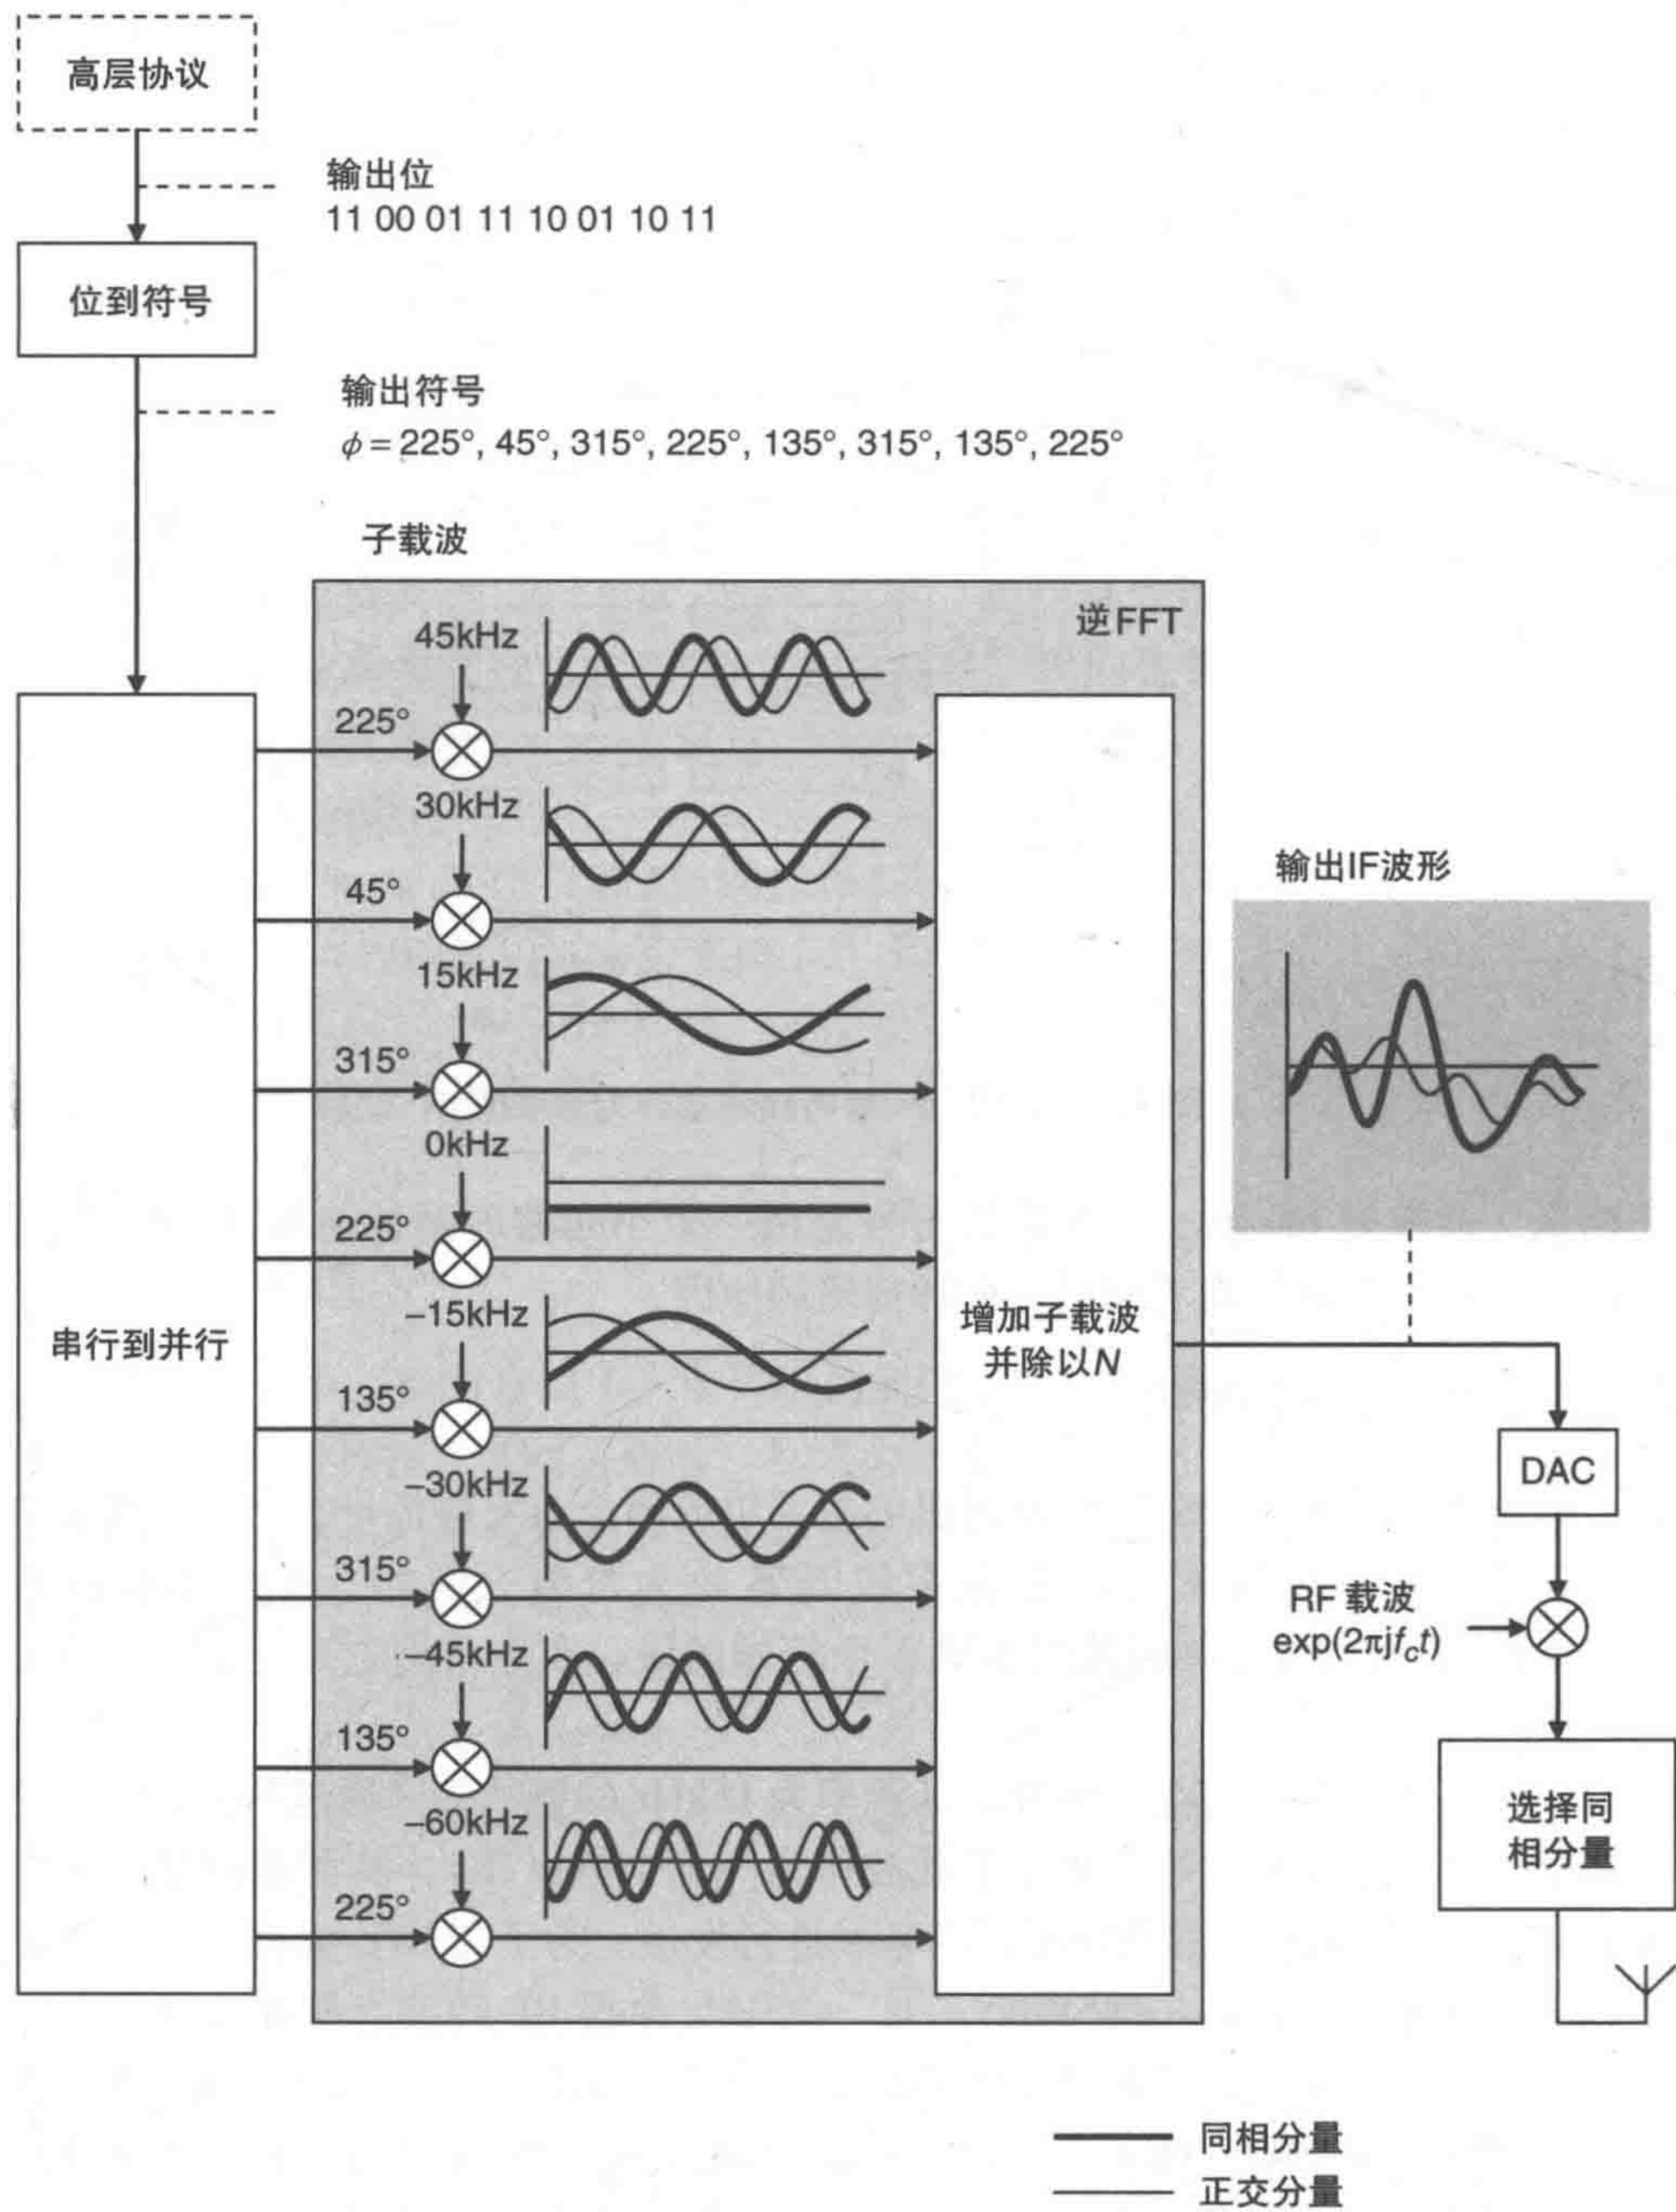 高层协议
输出位
11 00 01 11 10 01 10 11
位到符号
输出符号
ϕ = 225°, 45°, 315°, 225°, 135°, 315°, 135°, 225°
子载波
逆FFT
45kHz
225°
30kHz
45°
15kHz
315°
0kHz
225°
−15kHz
135°
−30kHz
315°
−45kHz
135°
−60kHz
225°
串行到并行
增加子载波
并除以N
输出IF波形
DAC
RF 载波
exp(2πjf_ct)
选择同
相分量
同相分量
正交分量